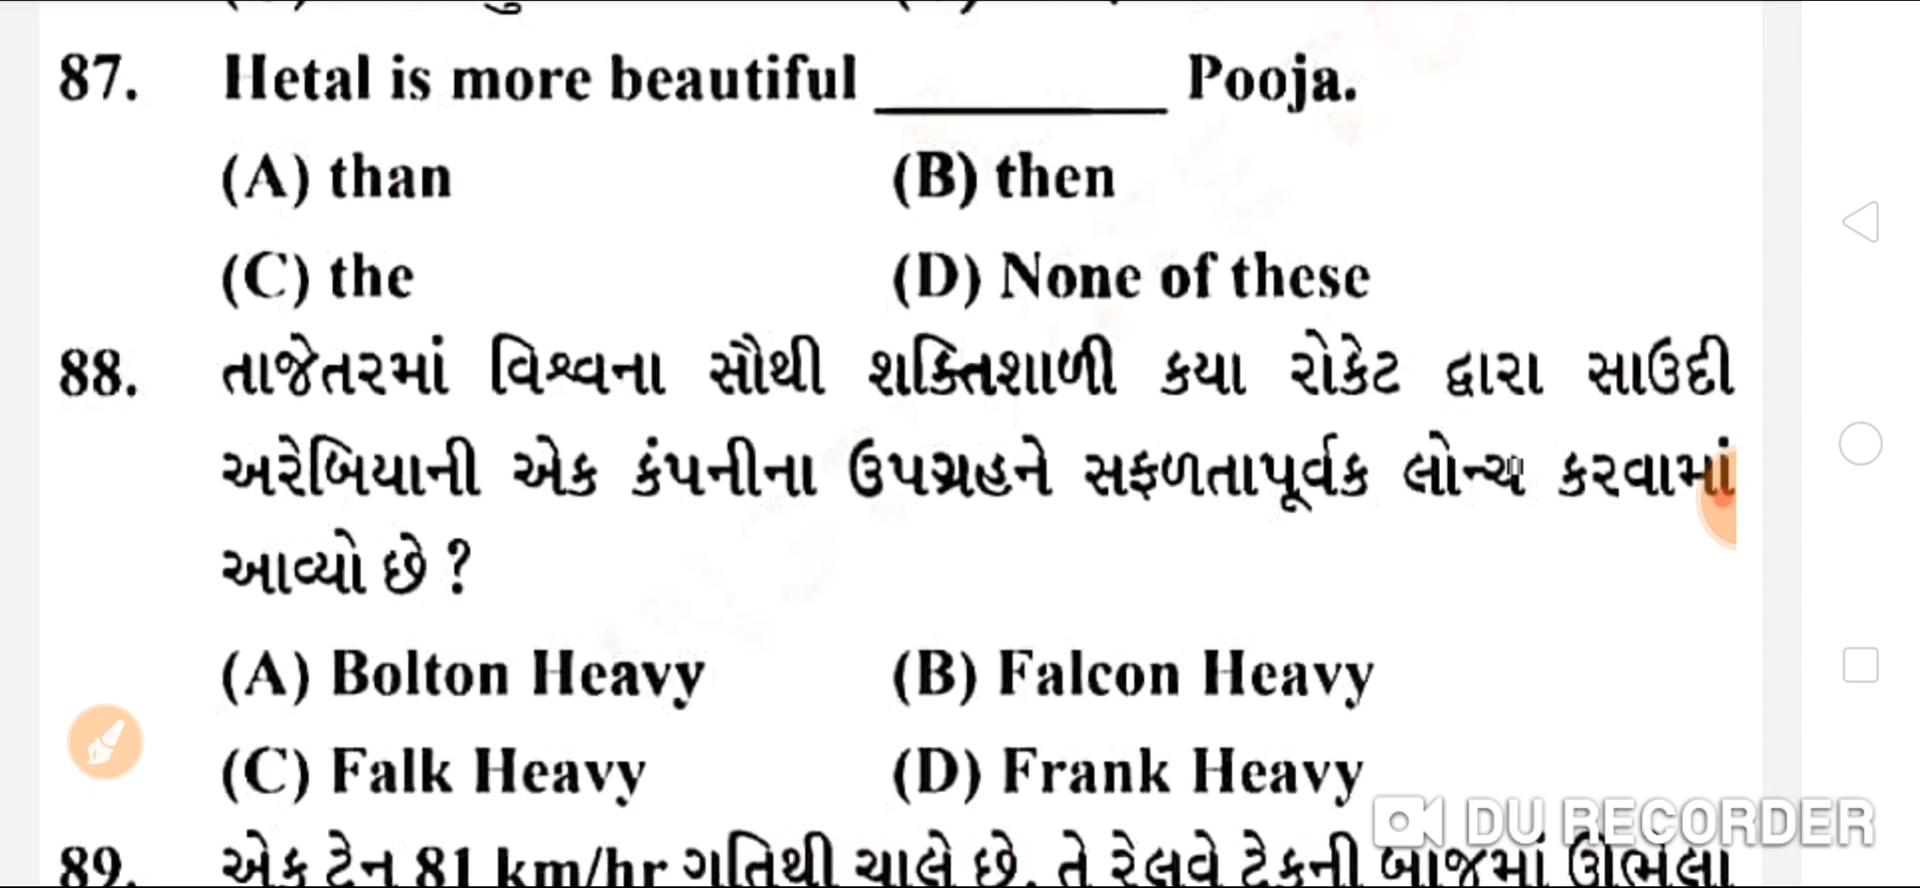 87. Hetal is more beautiful __________ Pooja.
(A) than (B) then
(C) the (D) None of these
88. તાજેતરમાં વિશ્વના સૌથી શક્તિશાળી કયા રોકેટ દ્વારા સાઉદી
અરેબિયાની એક કંપનીના ઉપગ્રહને સફળતાપૂર્વક લોન્ચ કરવામાં
આવ્યો છે ?
(A) Bolton Heavy (B) Falcon Heavy
(C) Falk Heavy (D) Frank Heavy
DU RECORDER
89. એક ટ્રેન 81 km/hr ગતિથી ચાલે છે. તે રેલવે ટ્રેકની બાજુમાં ઊભેલા